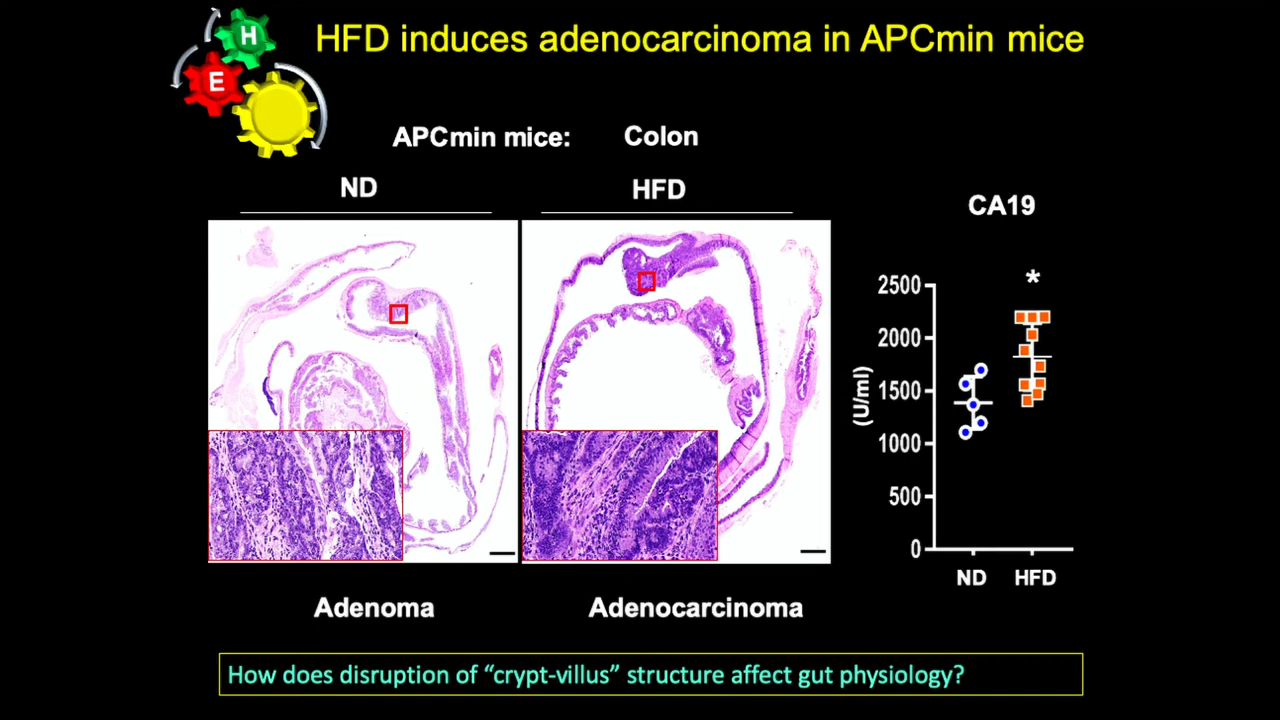 H
E
HFD induces adenocarcinoma in APCmin mice
APCmin mice: Colon
ND
HFD
CA19
*
2500
2000
1500
1000
500
0
(U/ml)
ND HFD
Adenoma
Adenocarcinoma
How does disruption of “crypt-villus” structure affect gut physiology?